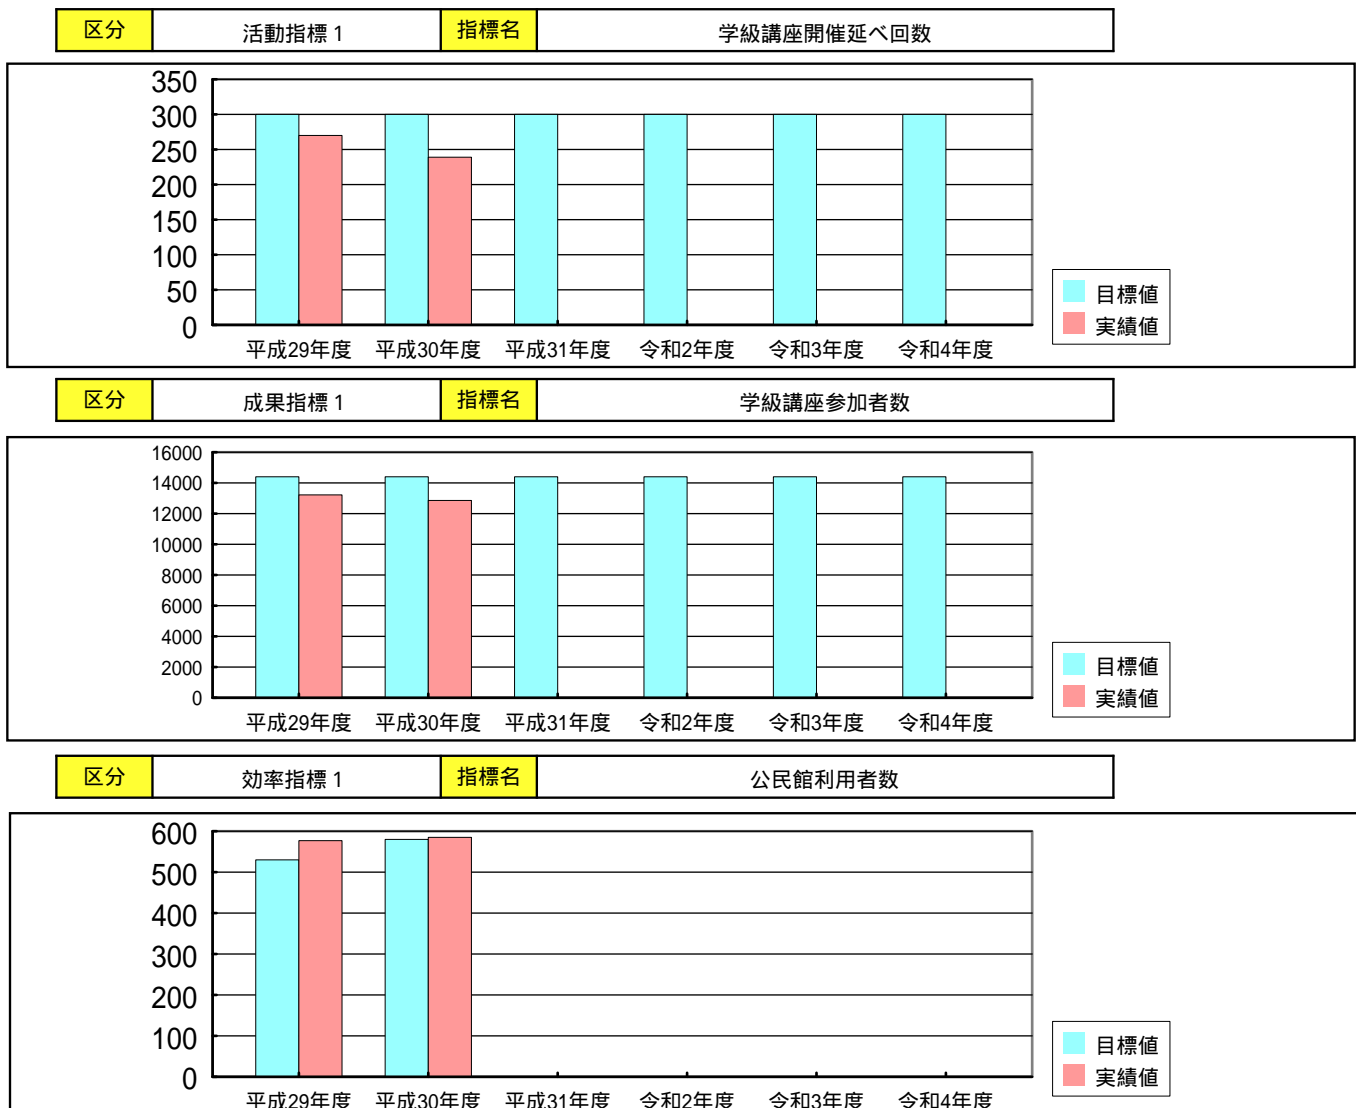 区分 活動指標１ 指標名 学級講座開催延べ回数
350
300
250
200
150
100
50
0
平成29年度 平成30年度 平成31年度 令和2年度 令和3年度 令和4年度
目標値
実績値
区分 成果指標１ 指標名 学級講座参加者数
16000
14000
12000
10000
8000
6000
4000
2000
0
平成29年度 平成30年度 平成31年度 令和2年度 令和3年度 令和4年度
目標値
実績値
区分 効率指標１ 指標名 公民館利用者数
600
500
400
300
200
100
0
平成29年度 平成30年度 平成31年度 令和2年度 令和3年度 令和4年度
目標値
実績値